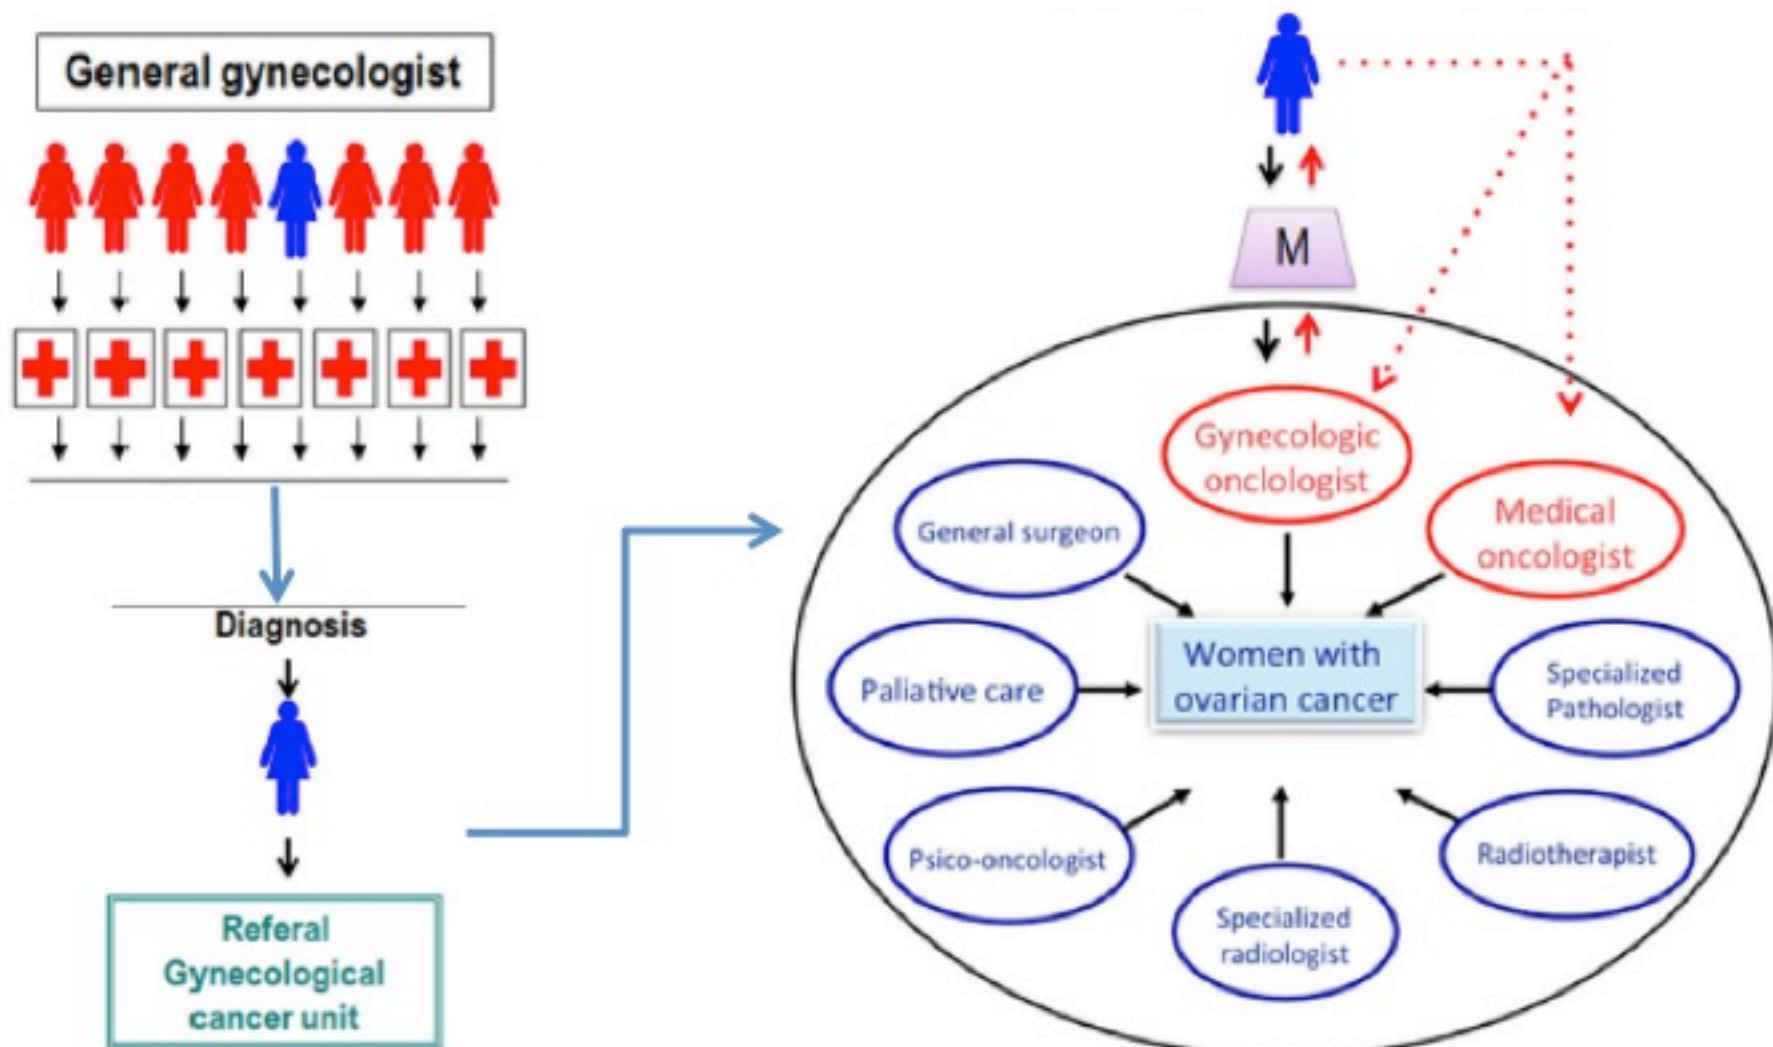 General gynecologist
Diagnosis
Referal
Gynecological
cancer unit
M
Gynecologic
onclologist
General surgeon
Medical
oncologist
Women with
ovarian cancer
Paliative care
Specialized
Pathologist
Psico-oncologist
Radiotherapist
Specialized
radiologist